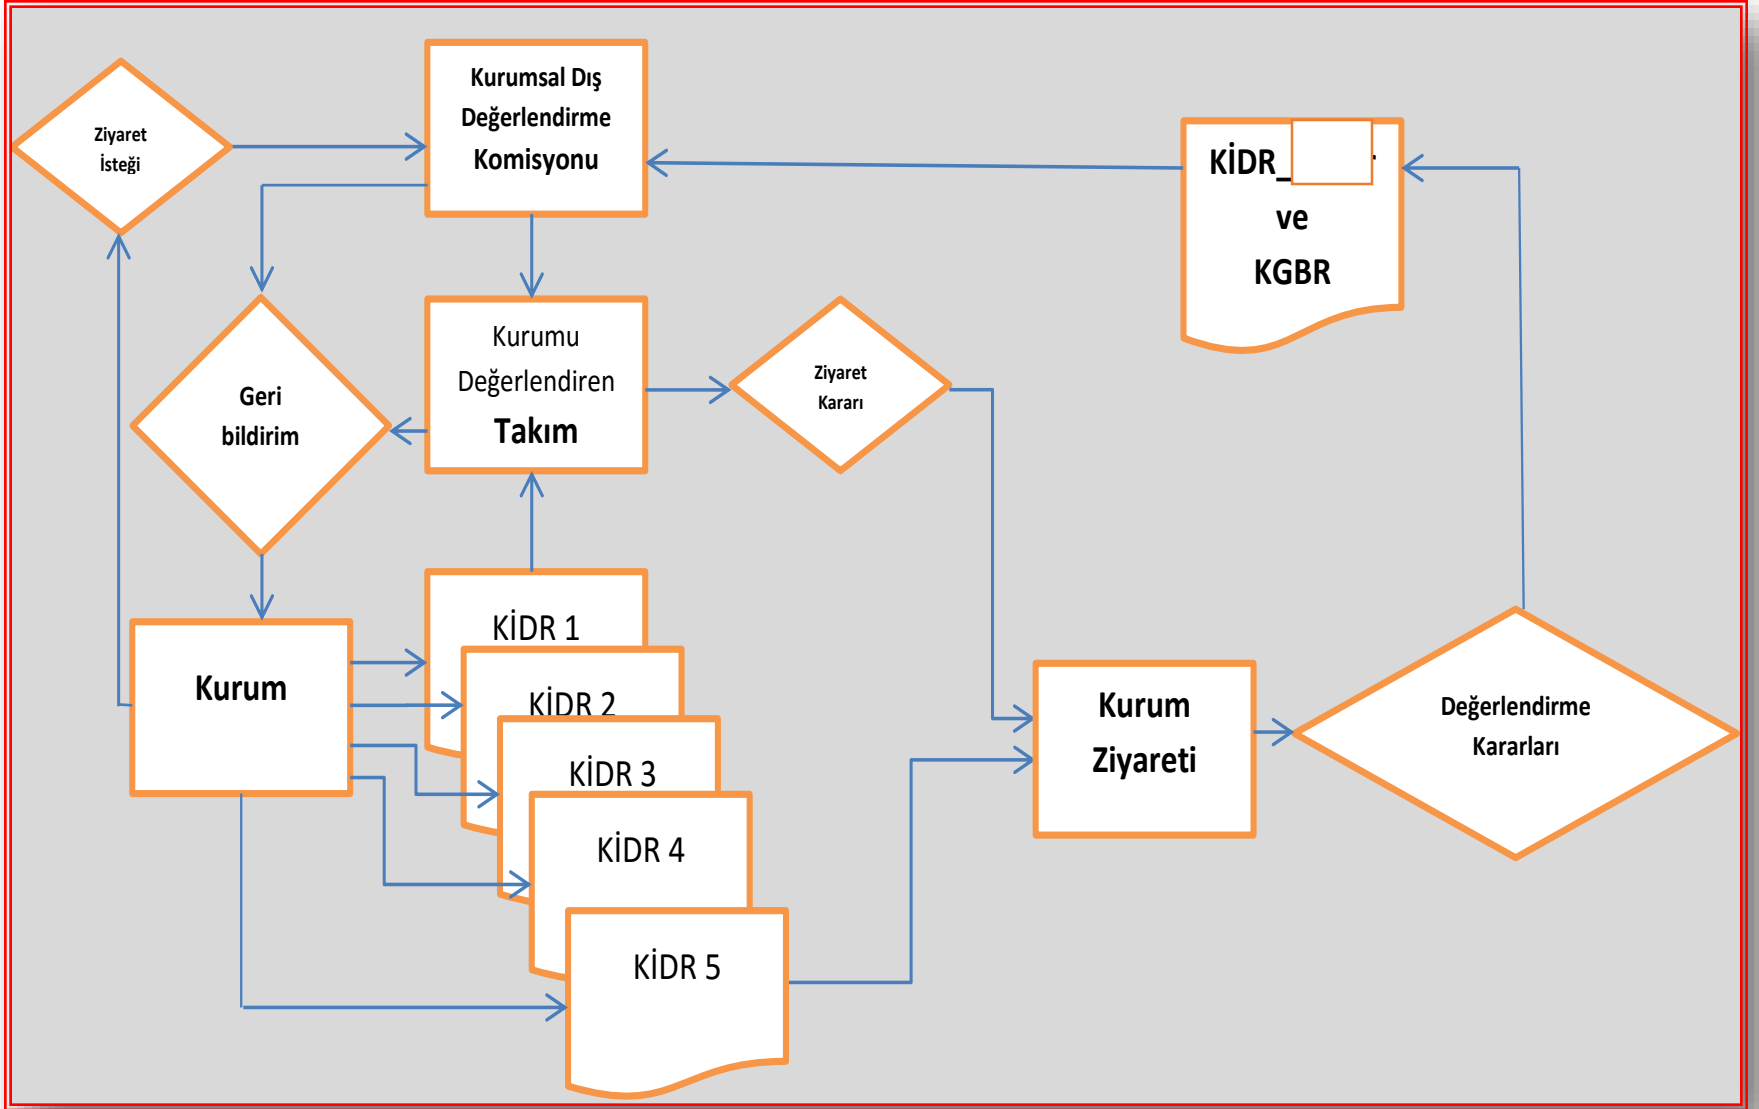 Ziyaret
İsteği
Kurumsal Dış
Değerlendirme
Komisyonu
KİDR_
ve
KGBR
Geri
bildirim
Kurumu
Değerlendiren
Takım
Ziyaret
Kararı
Kurum
KİDR 1
KİDR 2
KİDR 3
KİDR 4
KİDR 5
Kurum
Ziyareti
Değerlendirme
Kararları